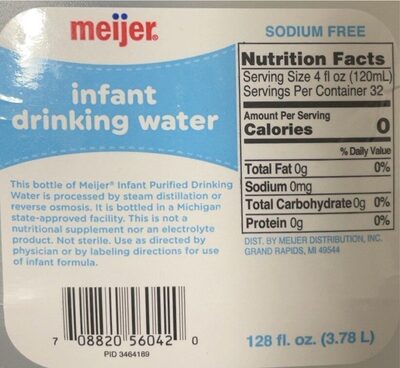 meijer®
infant
drinking water
This bottle of Meijer® Infant Purified Drinking
Water is processed by steam distillation or
reverse osmosis. It is bottled in a Michigan
state-approved facility. This is not a
nutritional supplement nor an electrolyte
product. Not sterile. Use as directed by
physician or by labeling directions for use
of infant formula.
7 08820 56042 0
PID 3464189
SODIUM FREE
Nutrition Facts
Serving Size 4 fl oz (120mL)
Servings Per Container 32
Amount Per Serving
Calories 0
% Daily Value
Total Fat 0g 0%
Sodium 0mg
Total Carbohydrate 0g 0%
Protein 0g 0%
DIST. BY MEIJER DISTRIBUTION, INC.
GRAND RAPIDS, MI 49544
128 fl. oz. (3.78 L)